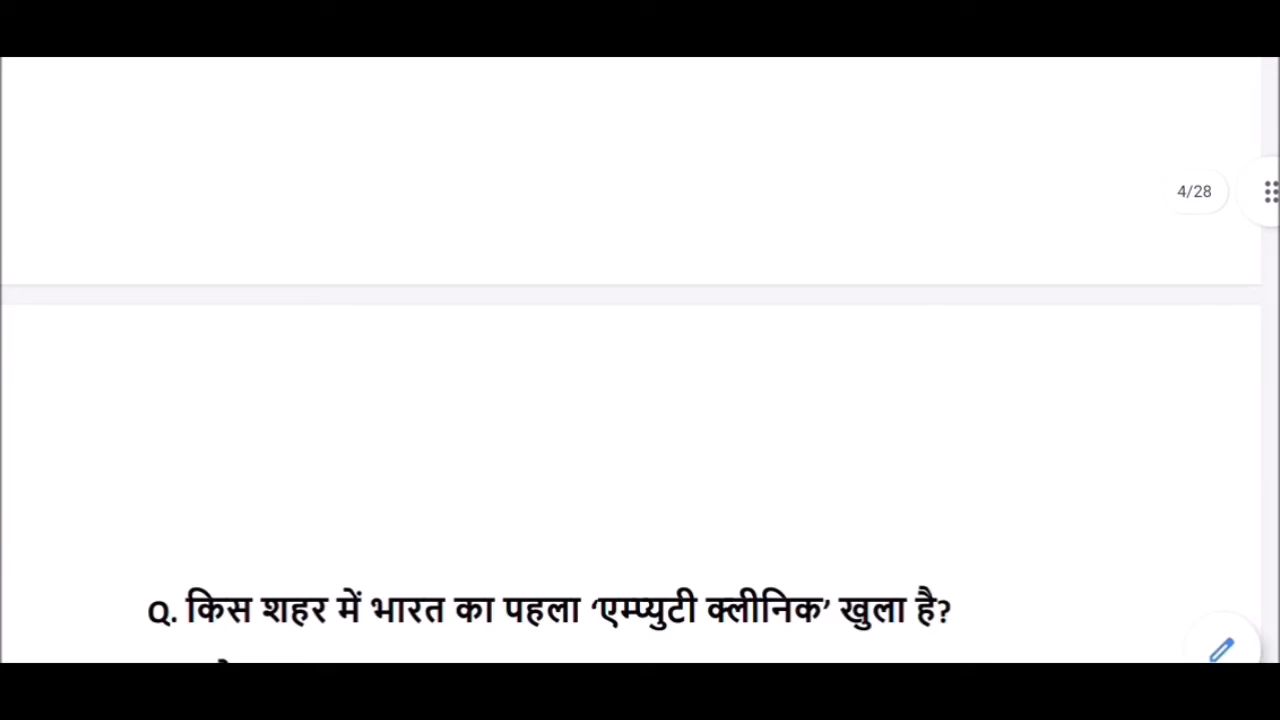 4/28
Q. किस शहर में भारत का पहला ‘एम्प्युटी क्लीनिक’ खुला है?